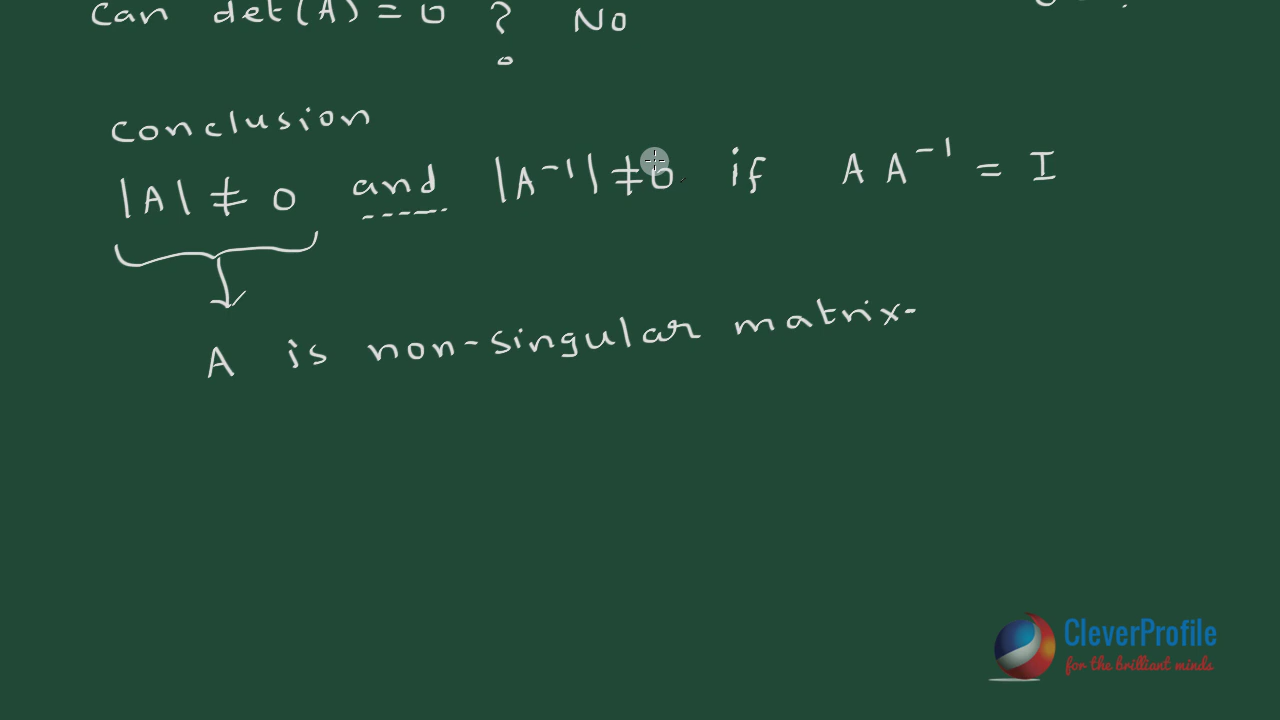 Can det(A) = 0 ? No
Conclusion
|A| ≠ 0 and |A⁻¹| ≠ 0 if A A⁻¹ = I
A is non-singular matrix.
CleverProfile
for the brilliant minds